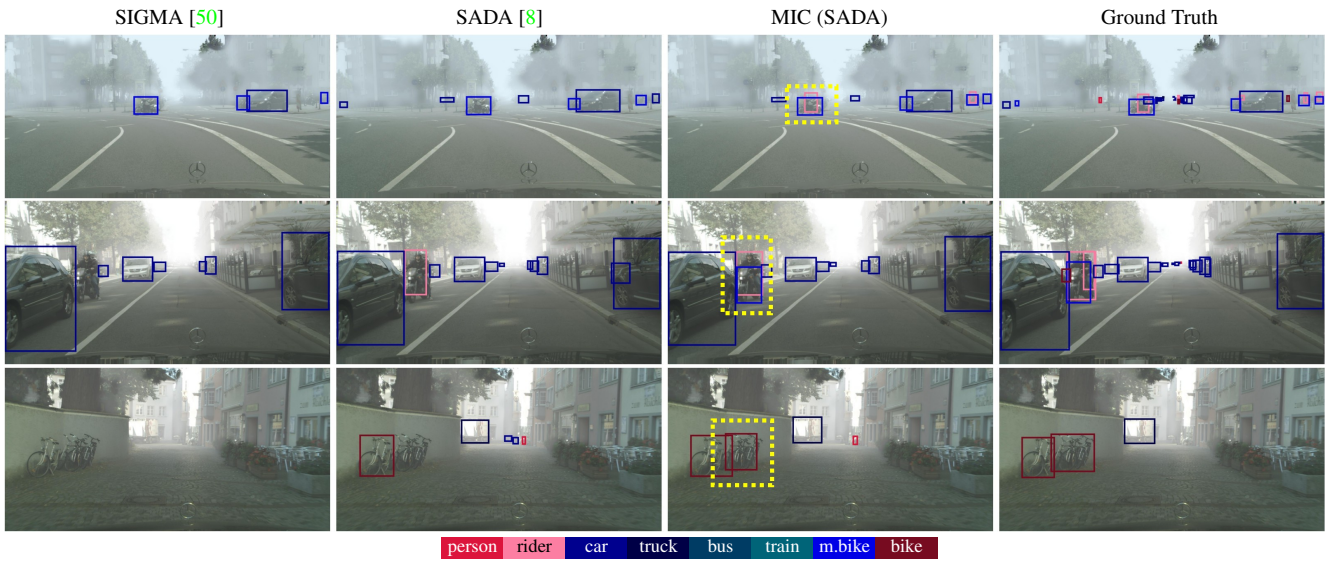 SIGMA [50] SADA [8] MIC (SADA) Ground Truth
person rider car truck bus train m.bike bike